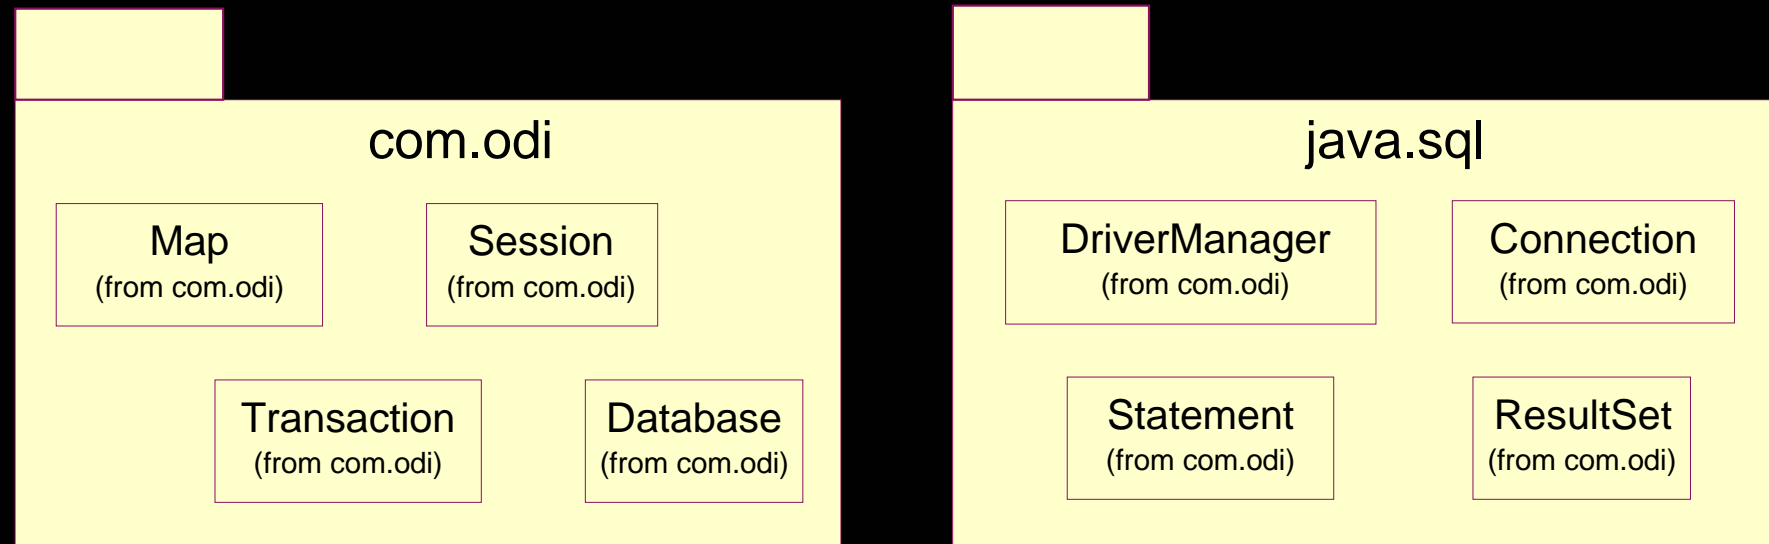 com.odi
Map
(from com.odi)
Session
(from com.odi)
Transaction
(from com.odi)
Database
(from com.odi)
java.sql
DriverManager
(from com.odi)
Connection
(from com.odi)
Statement
(from com.odi)
ResultSet
(from com.odi)